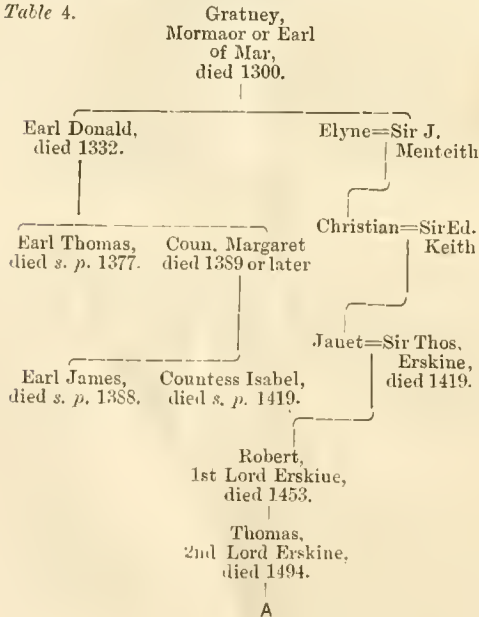 Table 4.
Gratney,
Mormaor or Earl
of Mar,
died 1300.
Earl Donald,
died 1332.
Elyne=Sir J.
Menteith
Christian=Sir Ed.
Keith
Earl Thomas,
died s. p. 1377.
Coun. Margaret
died 1389 or later
Janet=Sir Thos.
Erskine,
died 1419.
Earl James,
died s. p. 1388.
Countess Isabel,
died s. p. 1419.
Robert,
1st Lord Erskine,
died 1453.
Thomas,
2nd Lord Erskine,
died 1494.
A